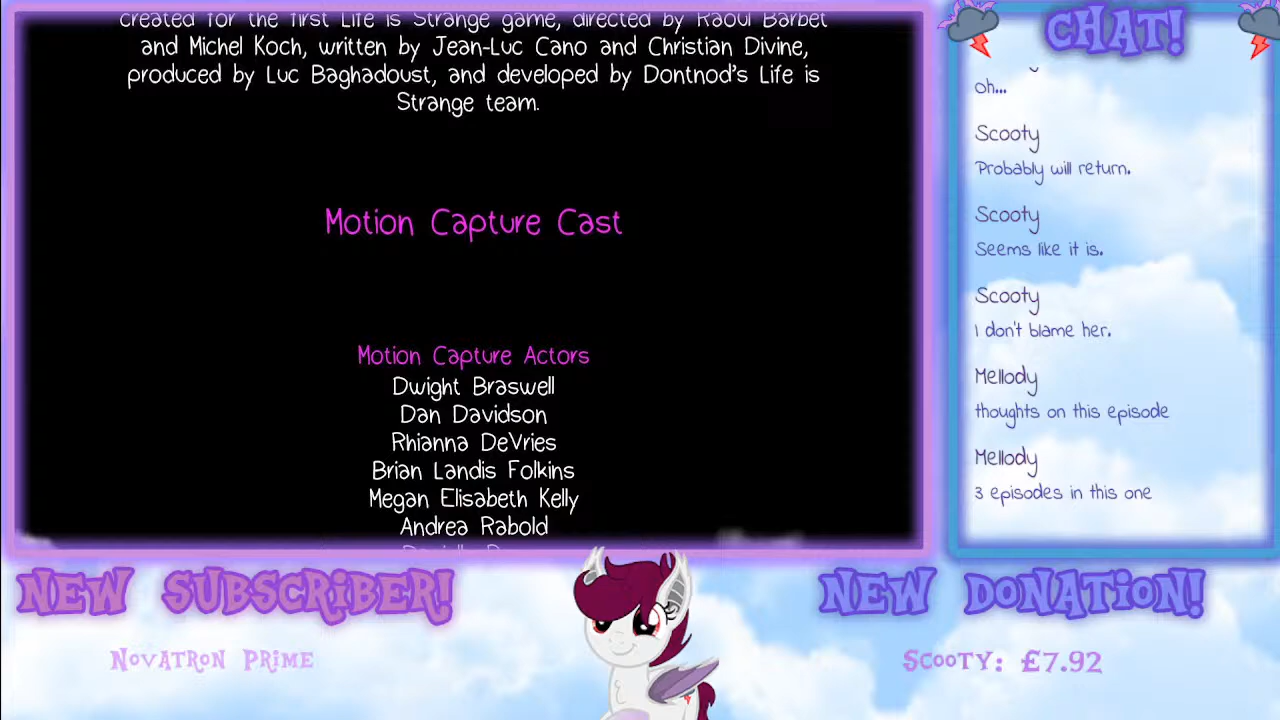 created for the first Life is Strange game, directed by Raoul Barbet
and Michel Koch, written by Jean-Luc Cano and Christian Divine,
produced by Luc Baghadoust, and developed by Dontnod's Life is
Strange team.
Motion Capture Cast
Motion Capture Actors
Dwight Braswell
Dan Davidson
Rhianna DeVries
Brian Landis Folkins
Megan Elisabeth Kelly
Andrea Rabold
CHAT!
oh...
Scooty
Probably will return.
Scooty
Seems like it is.
Scooty
I don't blame her.
Mellody
thoughts on this episode
Mellody
3 episodes in this one
NEW SUBSCRIBER!
Novatron Prime
NEW DONATION!
Scooty: £7.92